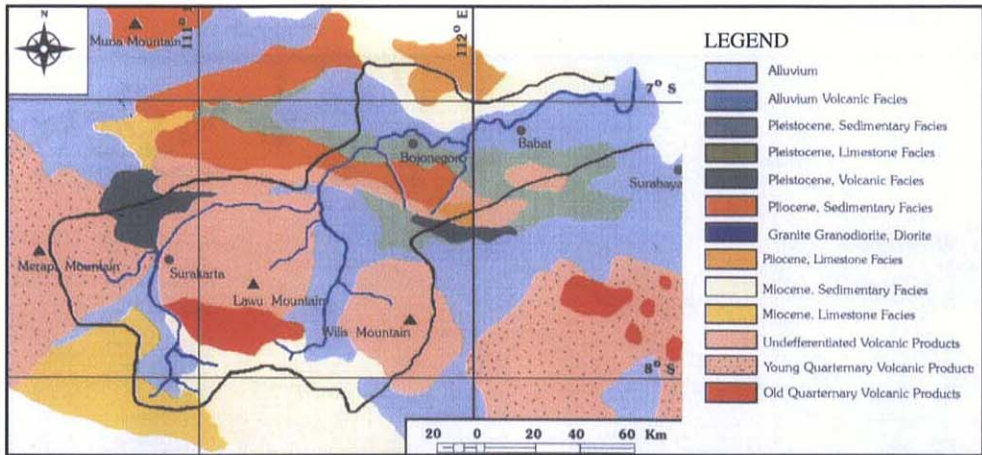 N
111° E
112° E
Muria Mountain
7° S
Babat
Bojonegoro
Surabaya
Merapi Mountain
Surakarta
Lawu Mountain
Wilis Mountain
8° S
20 0 20 40 60 Km
LEGEND
Alluvium
Alluvium Volcanic Facies
Pleistocene, Sedimentary Facies
Pleistocene, Limestone Facies
Pleistocene, Volcanic Facies
Pliocene, Sedimentary Facies
Granite Granodiorite, Diorite
Pliocene, Limestone Facies
Miocene, Sedimentary Facies
Miocene, Limestone Facies
Undefferentiated Volcanic Products
Young Quarternary Volcanic Products
Old Quarternary Volcanic Products